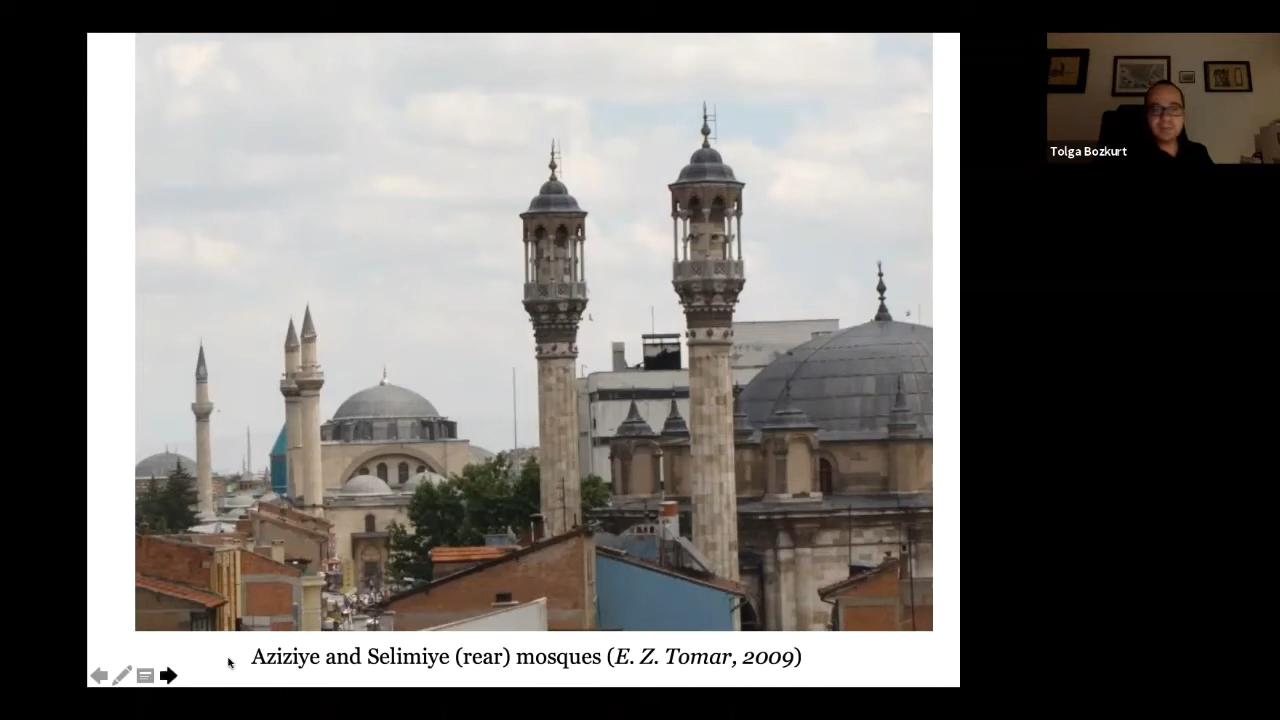 Tolga Bozkurt
Aziziye and Selimiye (rear) mosques (E. Z. Tomar, 2009)